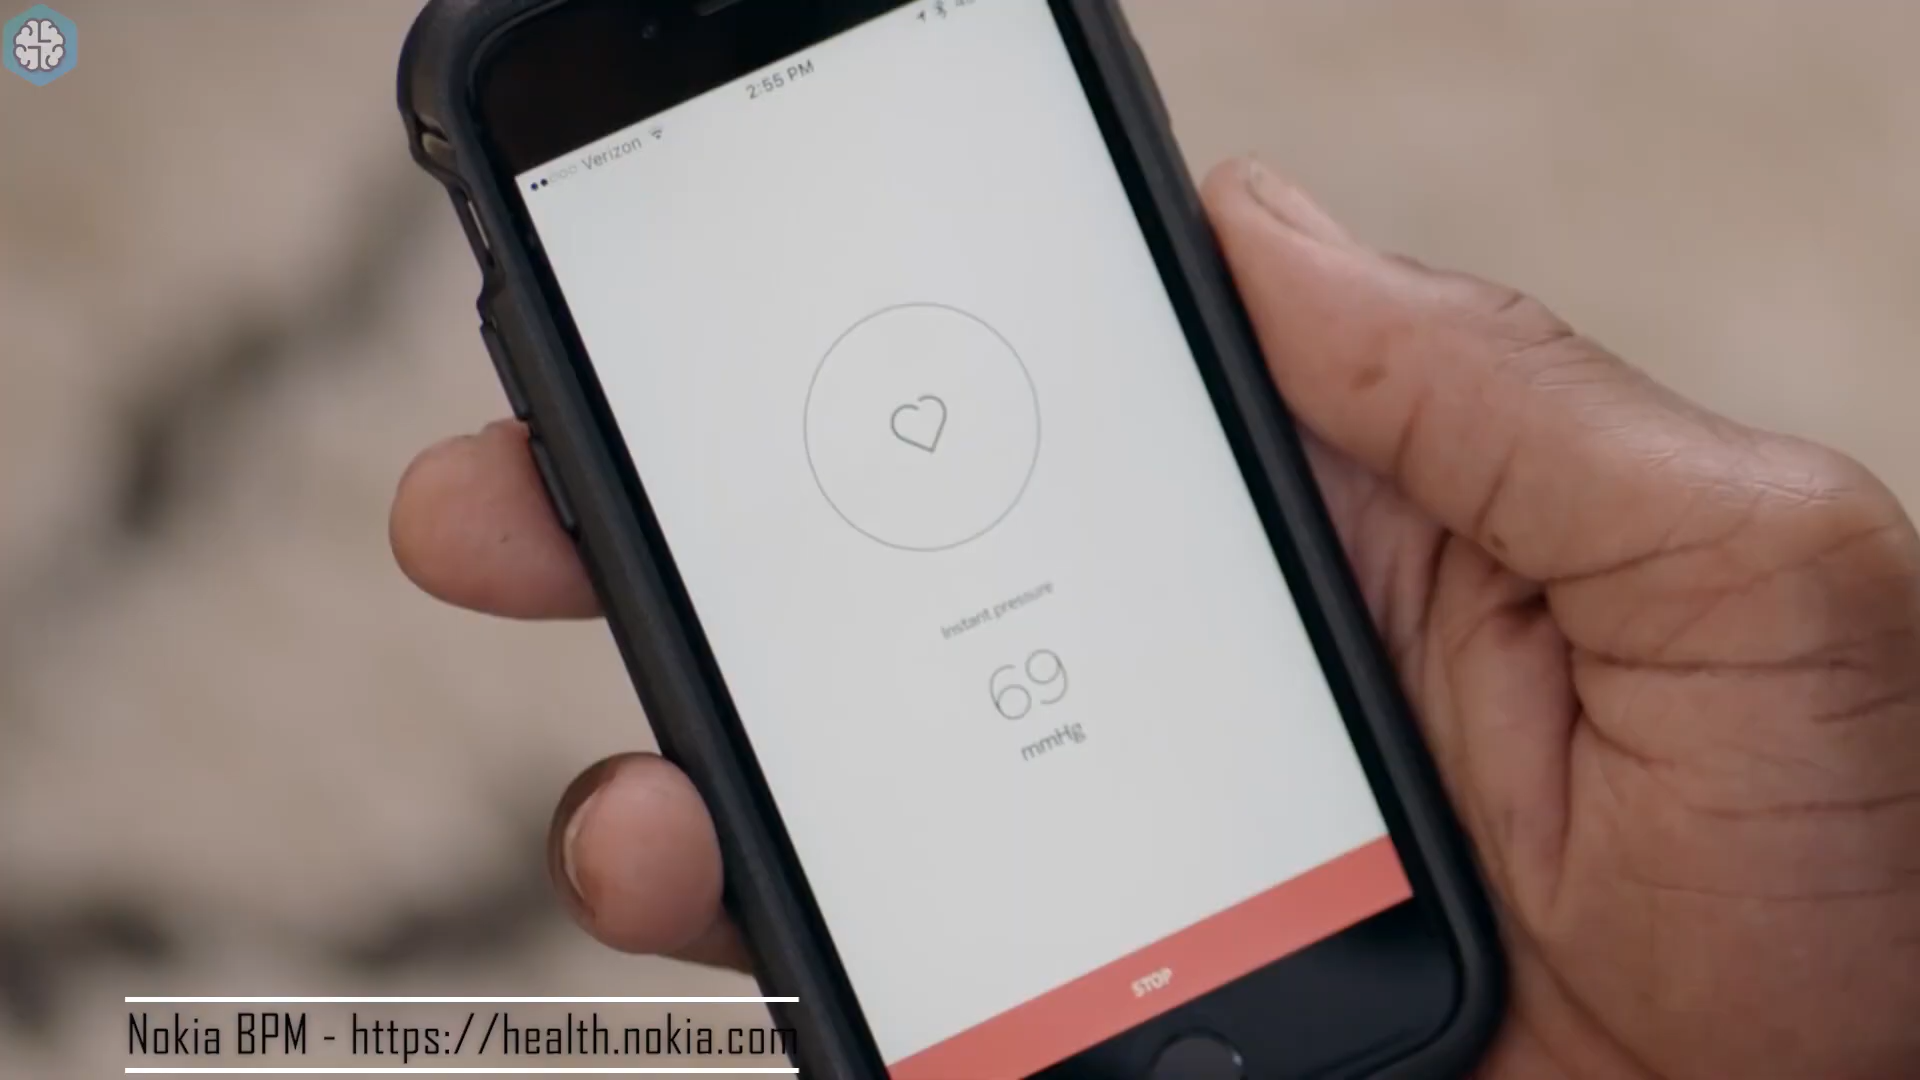 2:55 PM
Verizon
Instant pressure
69
mmHg
STOP
Nokia BPM - https://health.nokia.com